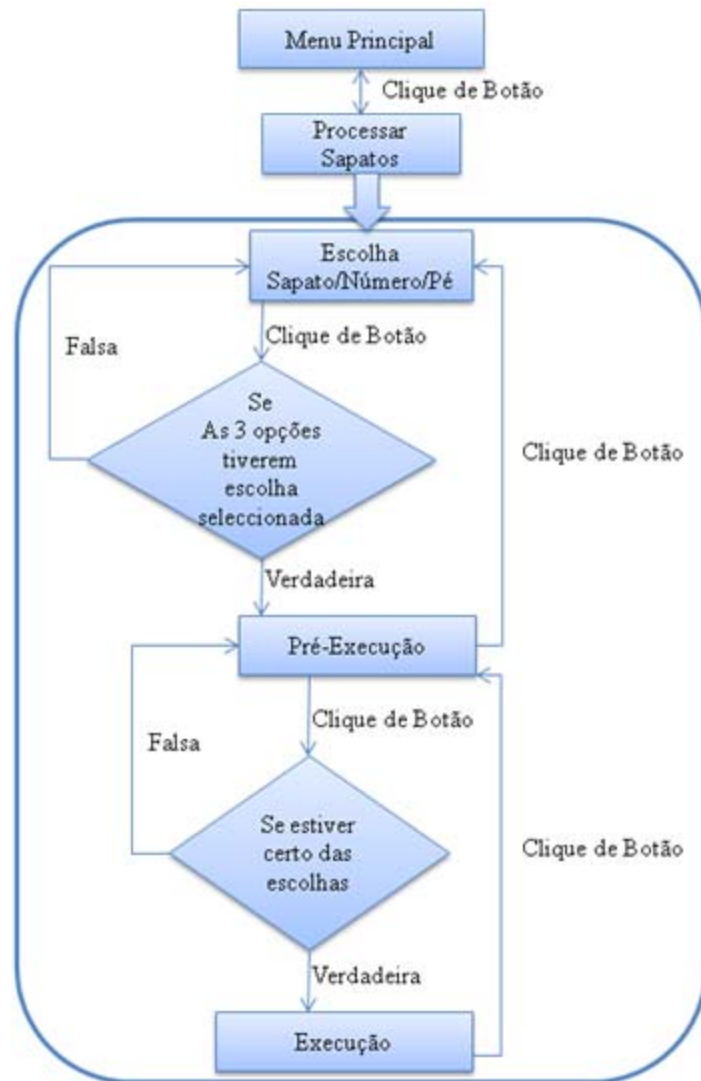 Menu Principal
Clique de Botão
Processar
Sapatos
Escolha
Sapato/Número/Pé
Clique de Botão
Falsa
Se
As 3 opções
tiverem
escolha
seleccionada
Clique de Botão
Verdadeira
Pré-Execução
Clique de Botão
Falsa
Se estiver
certo das
escolhas
Clique de Botão
Verdadeira
Execução